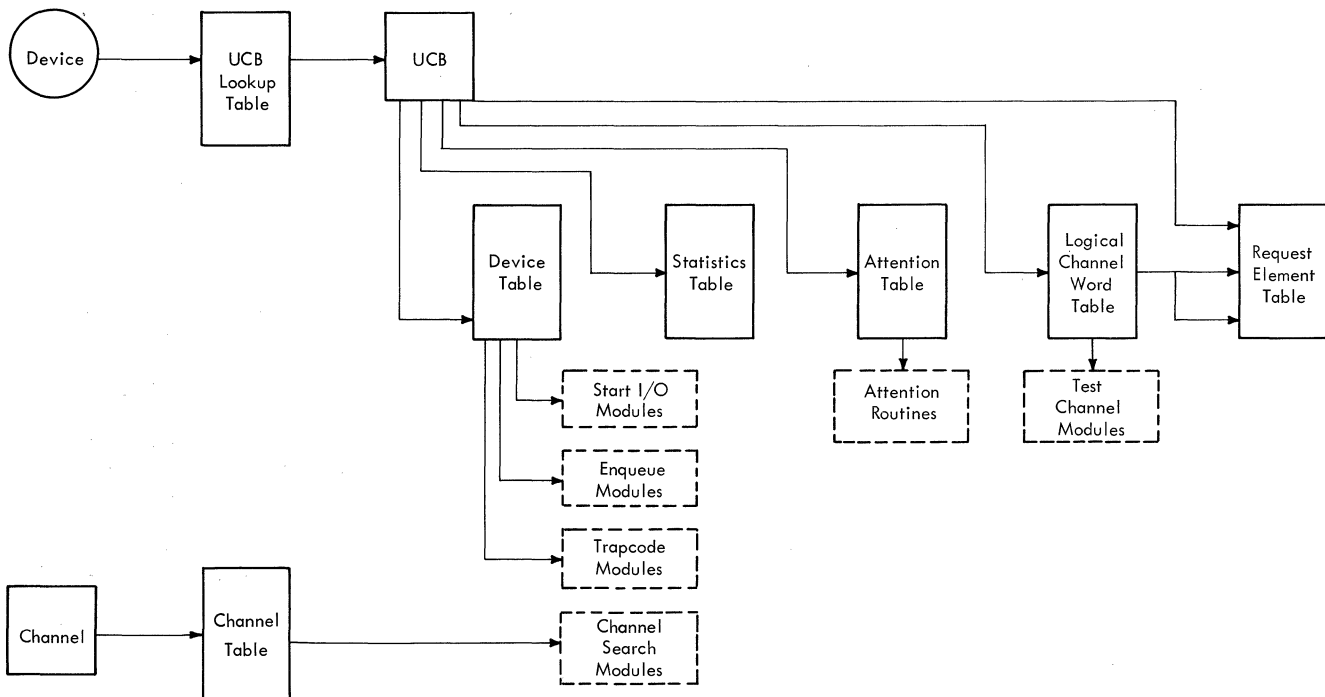 Device
UCB
Lookup
Table
UCB
Device
Table
Statistics
Table
Attention
Table
Logical
Channel
Word
Table
Request
Element
Table
Start I/O
Modules
Attention
Routines
Test
Channel
Modules
Enqueue
Modules
Trapcode
Modules
Channel
Channel
Table
Channel
Search
Modules